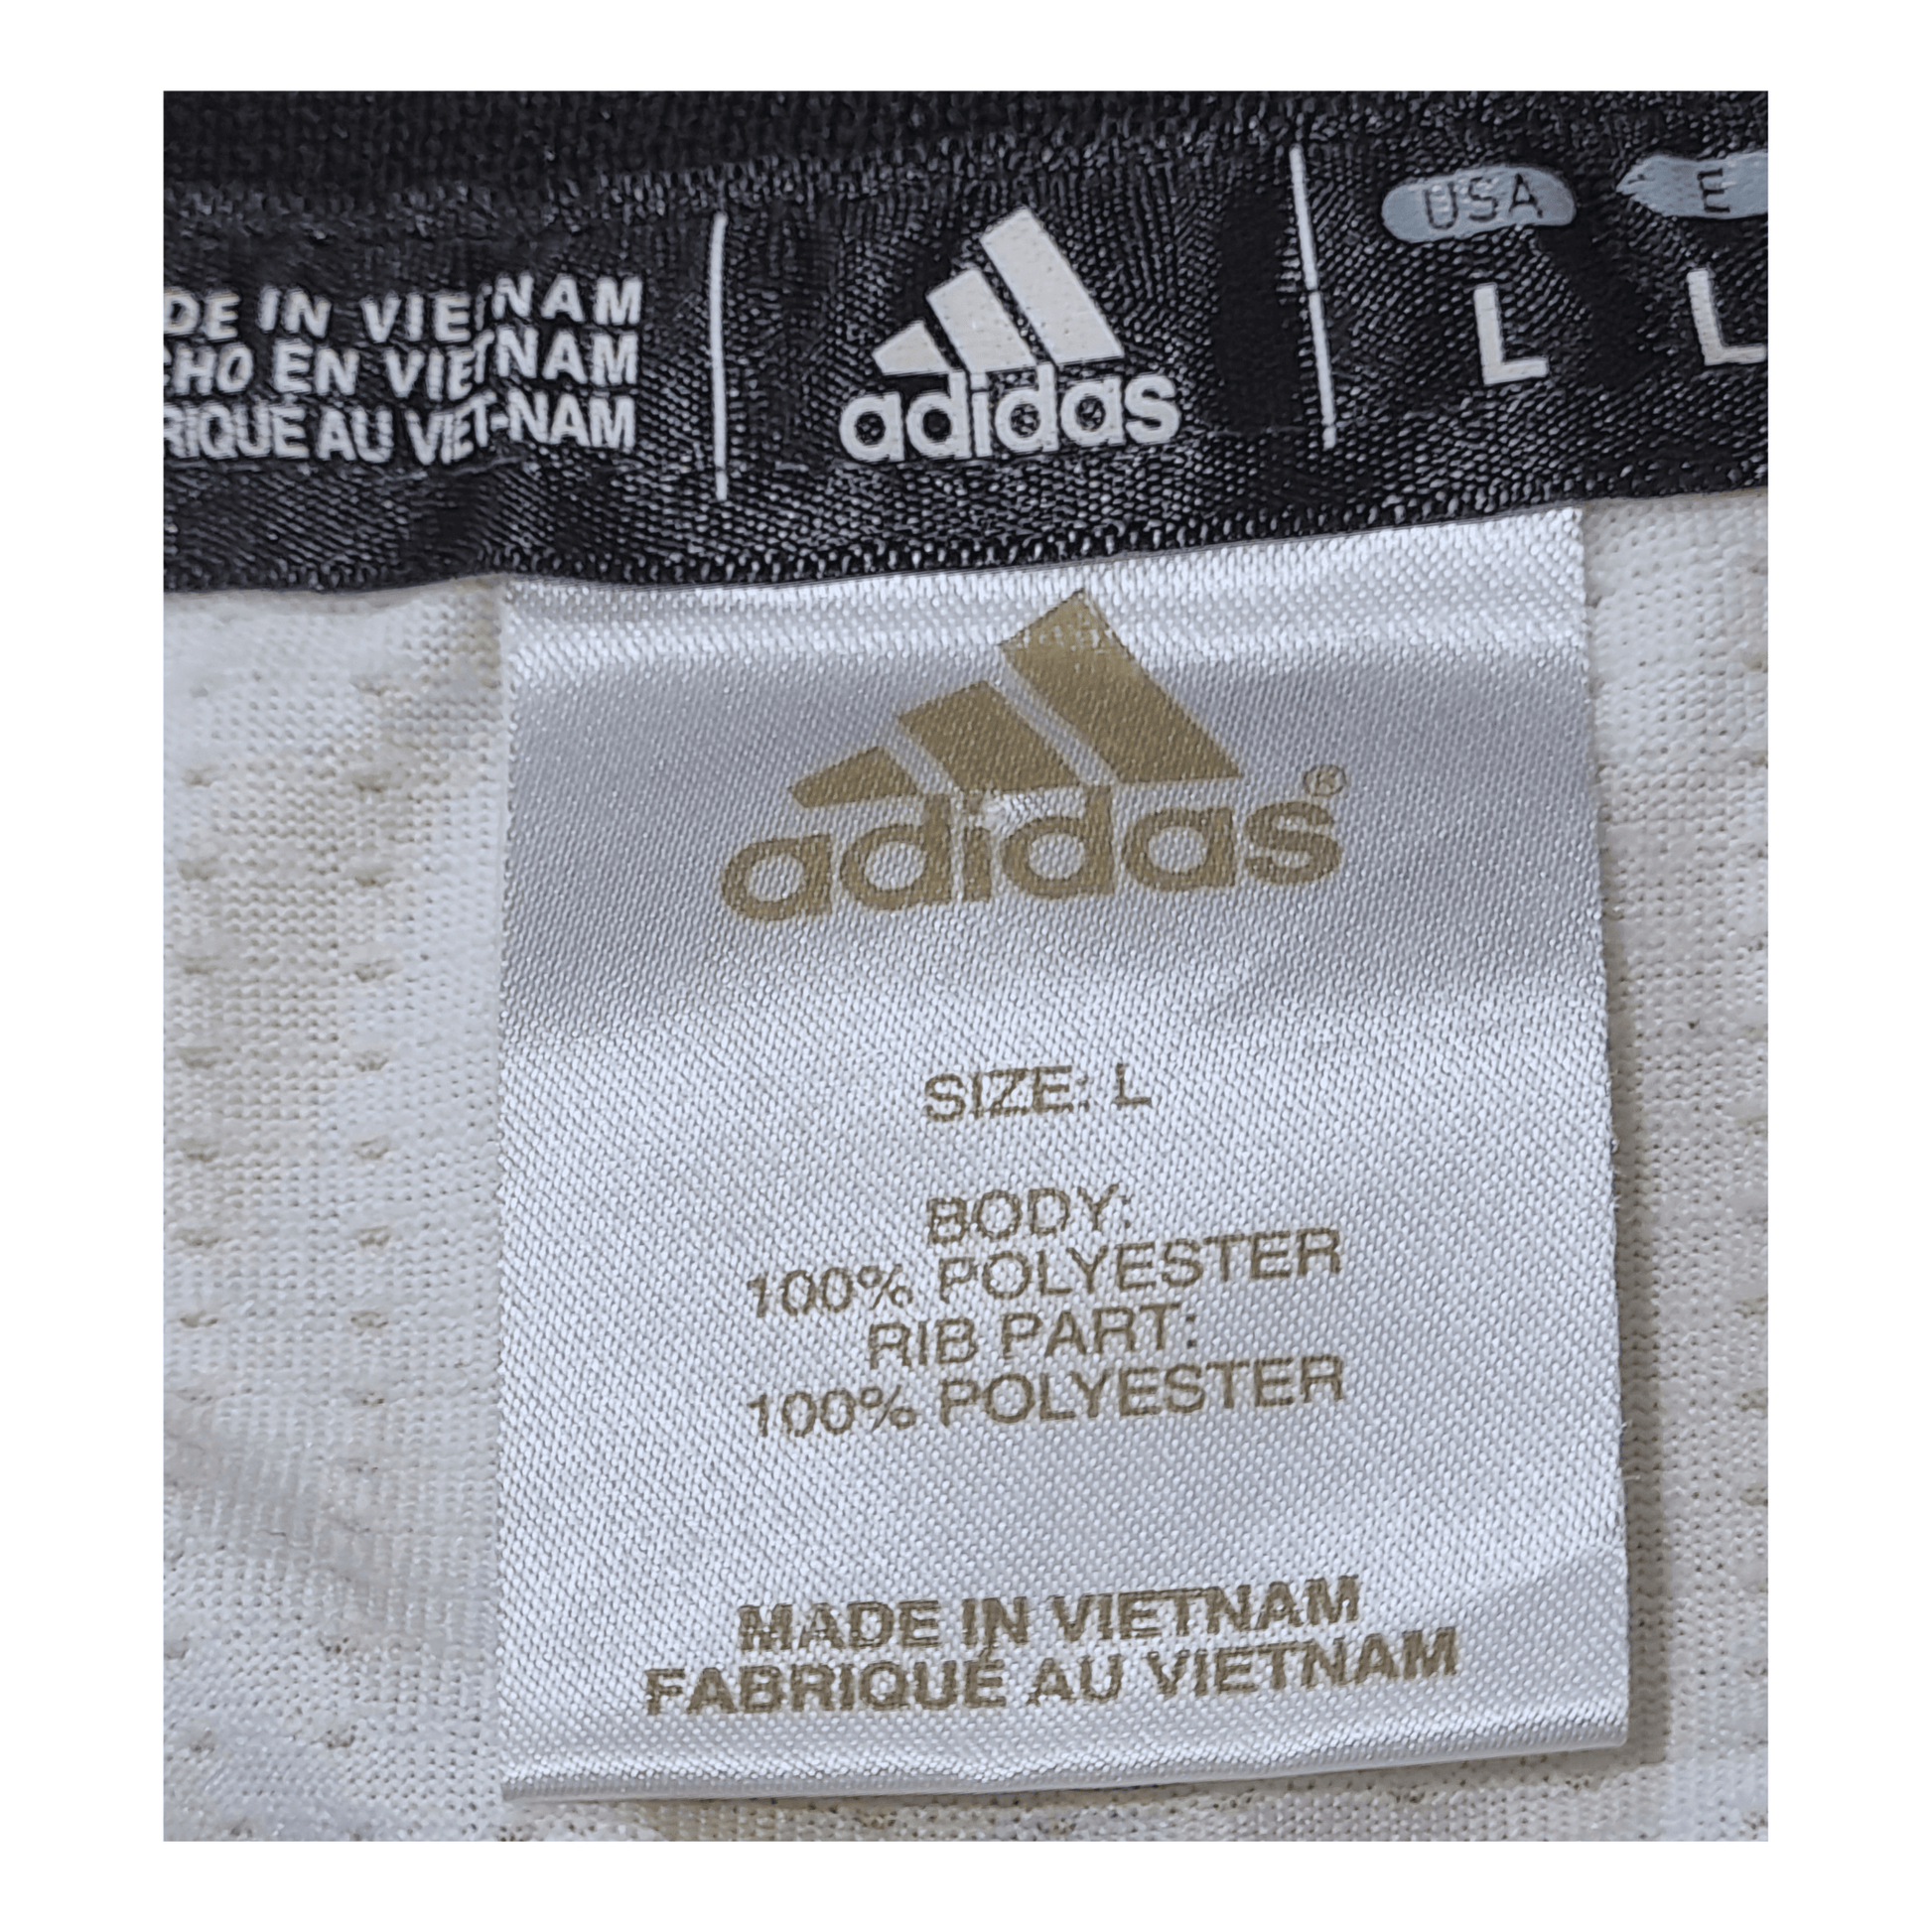 DE IN VIETNAM
CHO EN VIETNAM
RIQUE AU VIET-NAM
adidas
USA E
L L
adidas®
SIZE: L
BODY:
100% POLYESTER
RIB PART:
100% POLYESTER
MADE IN VIETNAM
FABRIQUÉ AU VIETNAM